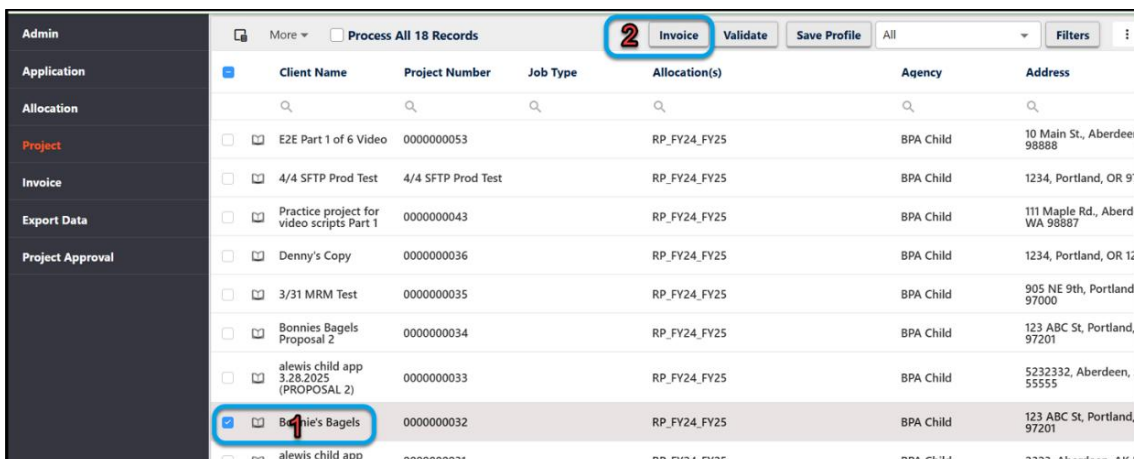 Admin
Application
Allocation
Project
Invoice
Export Data
Project Approval
More Process All 18 Records 2 Invoice Validate Save Profile All Filters
Client Name Project Number Job Type Allocation(s) Agency Address
E2E Part 1 of 6 Video 0000000053 RP_FY24_FY25 BPA Child 10 Main St., Aberdee
98888
4/4 SFTP Prod Test 4/4 SFTP Prod Test RP_FY24_FY25 BPA Child 1234, Portland, OR 9
Practice project for
video scripts Part 1 0000000043 RP_FY24_FY25 BPA Child 111 Maple Rd., Aberd
WA 98887
Denny's Copy 0000000036 RP_FY24_FY25 BPA Child 1234, Portland, OR 12
3/31 MRM Test 0000000035 RP_FY24_FY25 BPA Child 905 NE 9th, Portland
97000
Bonnies Bagels
Proposal 2 0000000034 RP_FY24_FY25 BPA Child 123 ABC St, Portland,
97201
alewis child app
3.28.2025
(PROPOSAL 2) 0000000033 RP_FY24_FY25 BPA Child 5232332, Aberdeen,
55555
1 Bonnie's Bagels 0000000032 RP_FY24_FY25 BPA Child 123 ABC St, Portland,
97201
alewis child app